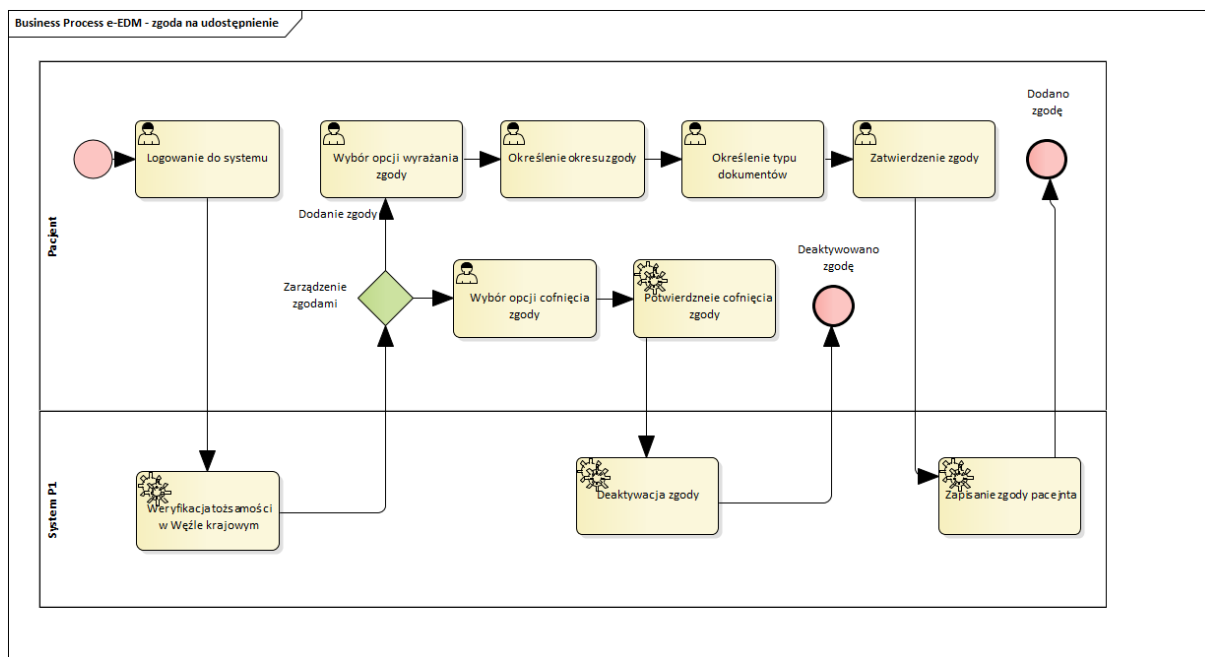 Business Process e-EDM - zgoda na udostępnienie
Pacjent
Dodano
zgodę
Logowanie do systemu
Wybór opcji wyrażania
zgody
Określenie okresu zgody
Określenie typu
dokumentów
Zatwierdzenie zgody
Dodanie zgody
Deaktywowano
zgodę
Zarządzenie
zgodami
Wybór opcji cofnięcia
zgody
Potwierdzneie cofnięcia
zgody
System P1
Weryfikacja tożsamości
w Węźle krajowym
Deaktywacja zgody
Zapisanie zgody pacejnta